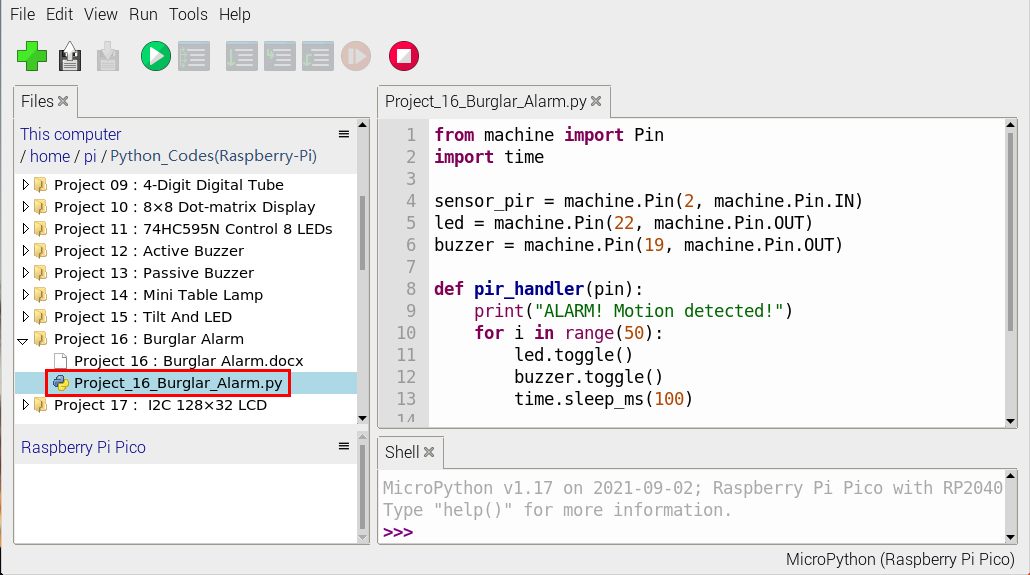 File Edit View Run Tools Help
Files
This computer
/ home / pi / Python_Codes(Raspberry-Pi)
Project 09 : 4-Digit Digital Tube
Project 10 : 8×8 Dot-matrix Display
Project 11 : 74HC595N Control 8 LEDs
Project 12 : Active Buzzer
Project 13 : Passive Buzzer
Project 14 : Mini Table Lamp
Project 15 : Tilt And LED
Project 16 : Burglar Alarm
Project 16 : Burglar Alarm.docx
Project_16_Burglar_Alarm.py
Project 17 : I2C 128×32 LCD
Raspberry Pi Pico
Project_16_Burglar_Alarm.py
1 from machine import Pin
2 import time
3
4 sensor_pir = machine.Pin(2, machine.Pin.IN)
5 led = machine.Pin(22, machine.Pin.OUT)
6 buzzer = machine.Pin(19, machine.Pin.OUT)
7
8 def pir_handler(pin):
9     print("ALARM! Motion detected!")
10     for i in range(50):
11         led.toggle()
12         buzzer.toggle()
13         time.sleep_ms(100)
14
Shell
MicroPython v1.17 on 2021-09-02; Raspberry Pi Pico with RP2040
Type "help()" for more information.
>>>
MicroPython (Raspberry Pi Pico)